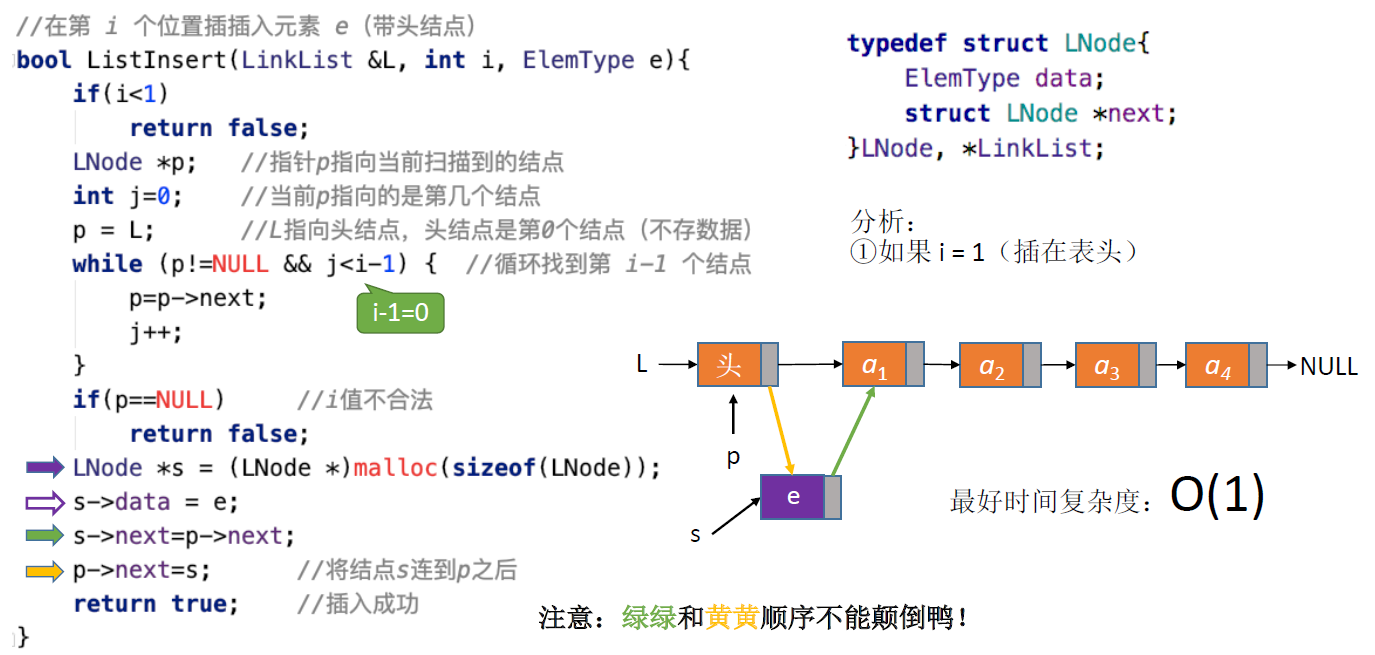 //在第 i 个位置插插入元素 e（带头结点）
bool ListInsert(LinkList &L, int i, ElemType e){
if(i<1)
return false;
LNode *p; //指针p指向当前扫描到的结点
int j=0; //当前p指向的是第几个结点
p = L; //L指向头结点，头结点是第0个结点（不存数据）
while (p!=NULL && j<i-1) { //循环找到第 i-1 个结点
p=p->next;
i-1=0
j++;
}
if(p==NULL) //i值不合法
return false;
LNode *s = (LNode *)malloc(sizeof(LNode));
s->data = e;
s->next=p->next;
p->next=s; //将结点s连到p之后
return true; //插入成功
}
typedef struct LNode{
ElemType data;
struct LNode *next;
}LNode, *LinkList;
分析：
①如果 i = 1（插在表头）
L 头 a1 a2 a3 a4 NULL
p
e
s
最好时间复杂度：O(1)
注意：绿绿和黄黄顺序不能颠倒鸭！